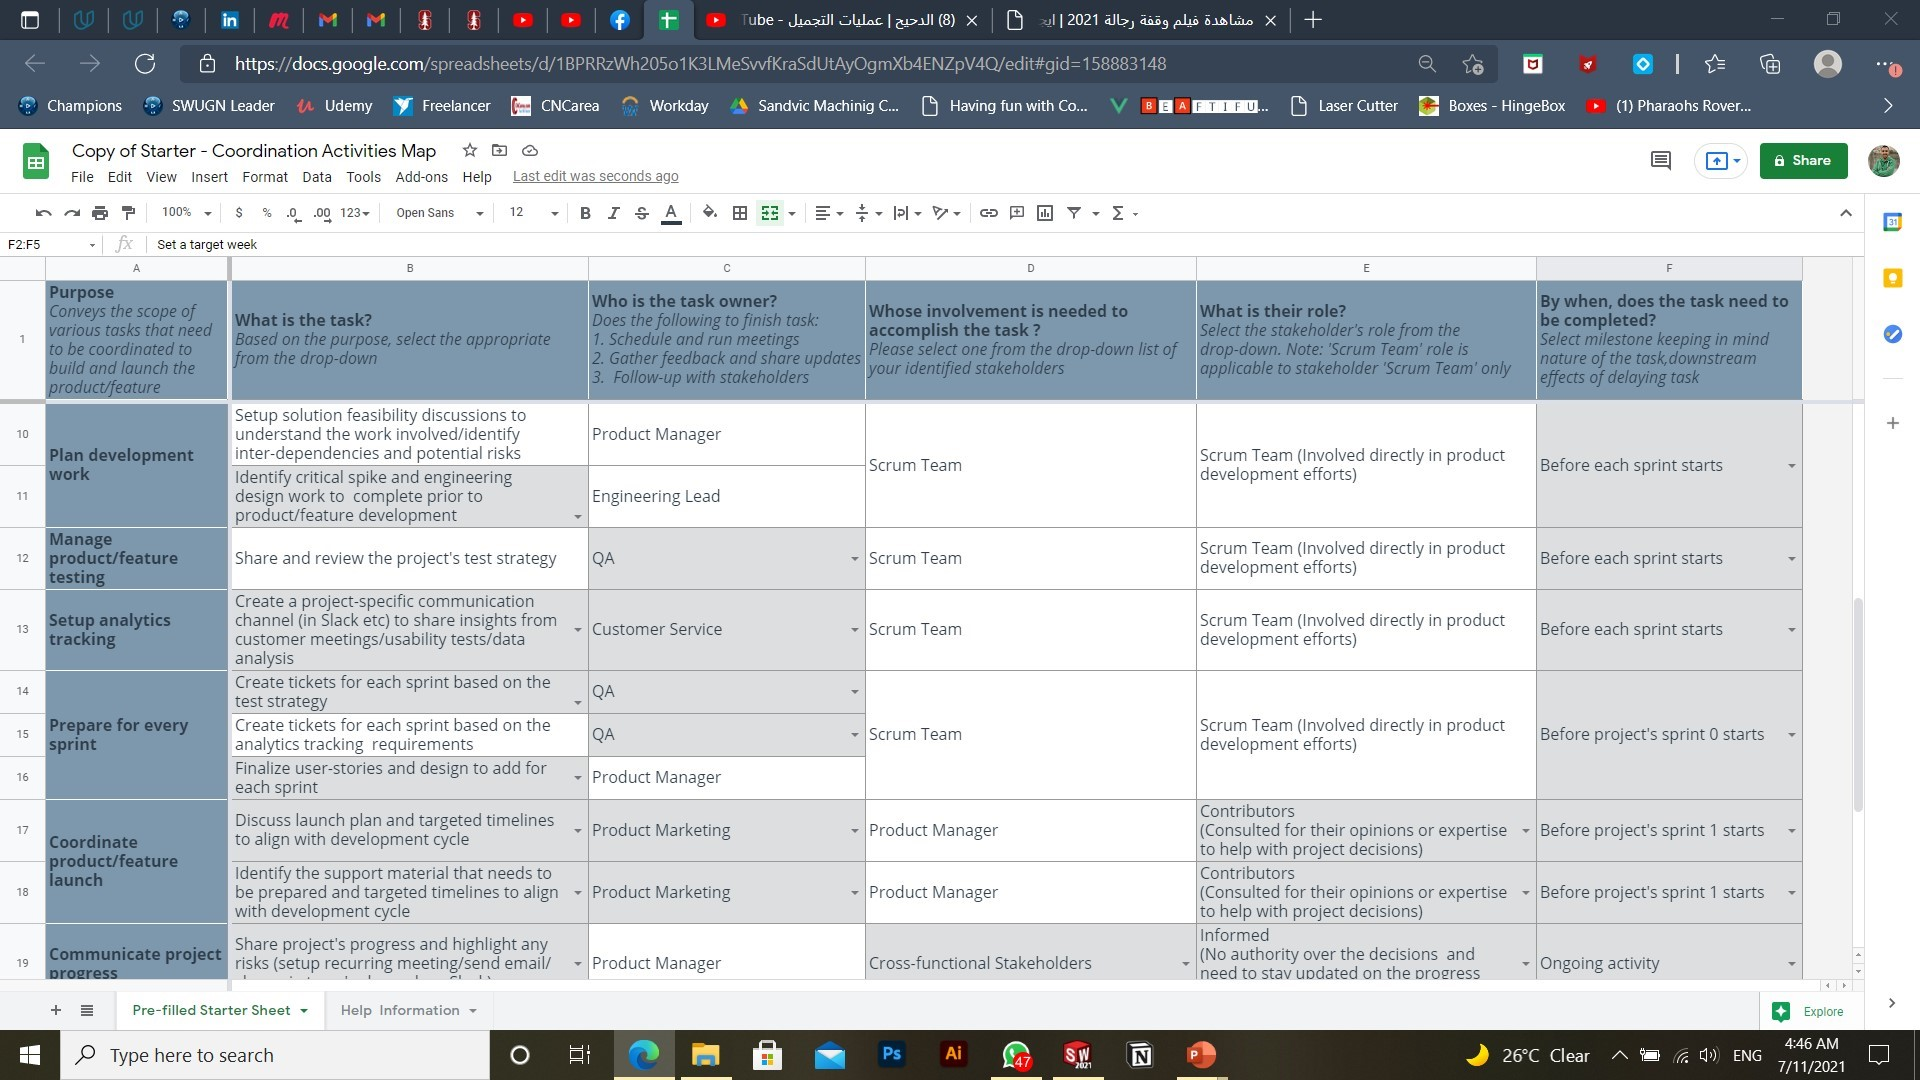 (8) الدحيح | عمليات التجميل - Tube
مشاهدة فيلم وقفة رجالة 2021 | ايج
https://docs.google.com/spreadsheets/d/1BPRRzWh205o1K3LMeSvvfKraSdUtAyOgmXb4ENZpV4Q/edit#gid=158883148
Champions
SWUGN Leader
Udemy
Freelancer
CNCarea
Workday
Sandvic Machinig C...
Having fun with Co...
BEAFTIFU...
Laser Cutter
Boxes - HingeBox
(1) Pharaohs Rover...
Copy of Starter - Coordination Activities Map
Share
File Edit View Insert Format Data Tools Add-ons Help Last edit was seconds ago
100% $ % .0 .00 123 Open Sans 12 B I S A
F2:F5 fx Set a target week
A B C D E F
1
Purpose
Conveys the scope of
various tasks that need
to be coordinated to
build and launch the
product/feature
What is the task?
Based on the purpose, select the appropriate
from the drop-down
Who is the task owner?
Does the following to finish task:
1. Schedule and run meetings
2. Gather feedback and share updates
3. Follow-up with stakeholders
Whose involvement is needed to
accomplish the task ?
Please select one from the drop-down list of
your identified stakeholders
What is their role?
Select the stakeholder's role from the
drop-down. Note: 'Scrum Team' role is
applicable to stakeholder 'Scrum Team' only
By when, does the task need to
be completed?
Select milestone keeping in mind
nature of the task,downstream
effects of delaying task
10
Plan development
work
Setup solution feasibility discussions to
understand the work involved/identify
inter-dependencies and potential risks
Product Manager
Scrum Team
Scrum Team (Involved directly in product
development efforts)
Before each sprint starts
11
Identify critical spike and engineering
design work to complete prior to
product/feature development
Engineering Lead
12
Manage
product/feature
testing
Share and review the project's test strategy
QA
Scrum Team
Scrum Team (Involved directly in product
development efforts)
Before each sprint starts
13
Setup analytics
tracking
Create a project-specific communication
channel (in Slack etc) to share insights from
customer meetings/usability tests/data
analysis
Customer Service
Scrum Team
Scrum Team (Involved directly in product
development efforts)
Before each sprint starts
14
Create tickets for each sprint based on the
test strategy
QA
15
Prepare for every
sprint
Create tickets for each sprint based on the
analytics tracking requirements
QA
Scrum Team
Scrum Team (Involved directly in product
development efforts)
Before project's sprint 0 starts
16
Finalize user-stories and design to add for
each sprint
Product Manager
17
Coordinate
product/feature
launch
Discuss launch plan and targeted timelines
to align with development cycle
Product Marketing
Product Manager
Contributors
(Consulted for their opinions or expertise
to help with project decisions)
Before project's sprint 1 starts
18
Identify the support material that needs to
be prepared and targeted timelines to align
with development cycle
Product Marketing
Product Manager
Contributors
(Consulted for their opinions or expertise
to help with project decisions)
Before project's sprint 1 starts
19
Communicate project
progress
Share project's progress and highlight any
risks (setup recurring meeting/send email/
Product Manager
Cross-functional Stakeholders
Informed
(No authority over the decisions and
need to stay updated on the progress
Ongoing activity
Pre-filled Starter Sheet
Help Information
Explore
Type here to search
Ps
Ai
47
SW
2021
N
P
26°C Clear
ENG
4:46 AM
7/11/2021